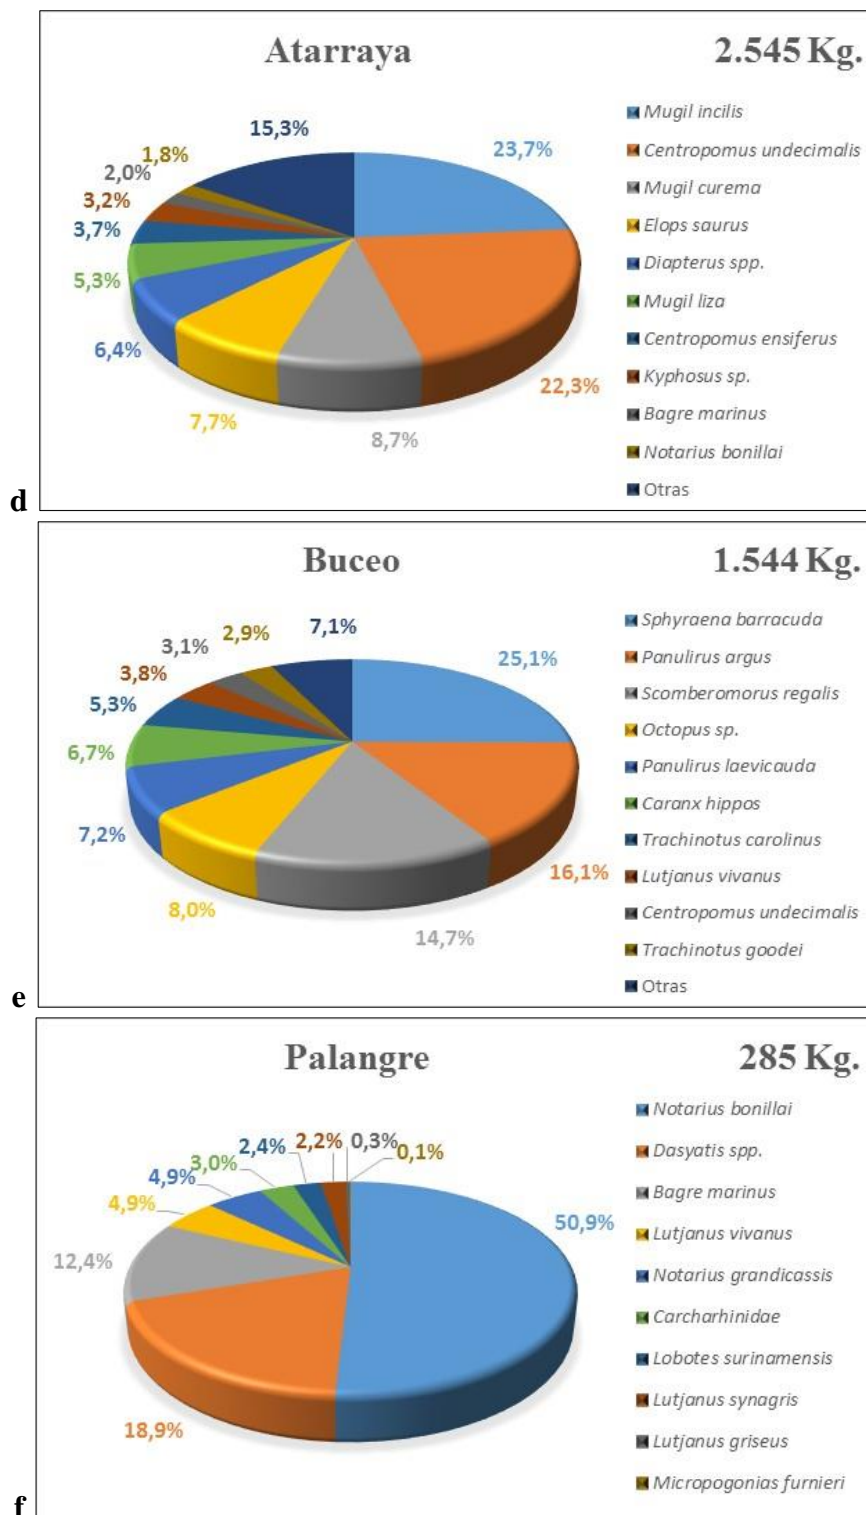 Atarraya 2.545 Kg.
15,3%
1,8%
2,0%
3,2%
3,7%
5,3%
6,4%
7,7%
8,7%
22,3%
23,7%
Mugil incilis
Centropomus undecimalis
Mugil curema
Elops saurus
Diapterus spp.
Mugil liza
Centropomus ensiferus
Kyphosus sp.
Bagre marinus
Notarius bonillai
Otras
d
Buceo 1.544 Kg.
7,1%
2,9%
3,1%
3,8%
5,3%
6,7%
7,2%
8,0%
14,7%
16,1%
25,1%
Sphyraena barracuda
Panulirus argus
Scomberomorus regalis
Octopus sp.
Panulirus laevicauda
Caranx hippos
Trachinotus carolinus
Lutjanus vivanus
Centropomus undecimalis
Trachinotus goodei
Otras
e
Palangre 285 Kg.
0,1%
0,3%
2,2%
2,4%
3,0%
4,9%
4,9%
12,4%
18,9%
50,9%
Notarius bonillai
Dasyatis spp.
Bagre marinus
Lutjanus vivanus
Notarius grandicassis
Carcharhinidae
Lobotes surinamensis
Lutjanus synagris
Lutjanus griseus
Micropogonias furnieri
f